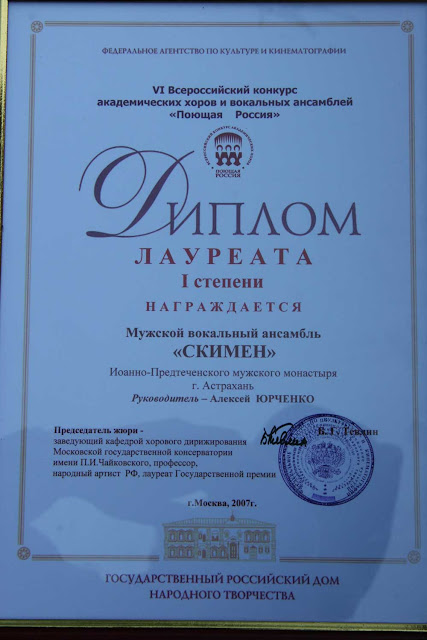 ФЕДЕРАЛЬНОЕ АГЕНТСТВО ПО КУЛЬТУРЕ И КИНЕМАТОГРАФИИ
VI Всероссийский конкурс
академических хоров и вокальных ансамблей
«Поющая Россия»
ПОЮЩАЯ
РОССИЯ
ДИПЛОМ
ЛАУРЕАТА
I степени
НАГРАЖДАЕТСЯ
Мужской вокальный ансамбль
«СКИМЕН»
Иоанно-Предтеченского мужского монастыря
г. Астрахань
Руководитель – Алексей ЮРЧЕНКО
Председатель жюри -
заведующий кафедрой хорового дирижирования
Московской государственной консерватории
имени П.И.Чайковского, профессор,
народный артист РФ, лауреат Государственной премии
г.Москва, 2007г.
ГОСУДАРСТВЕННЫЙ РОССИЙСКИЙ ДОМ
НАРОДНОГО ТВОРЧЕСТВА